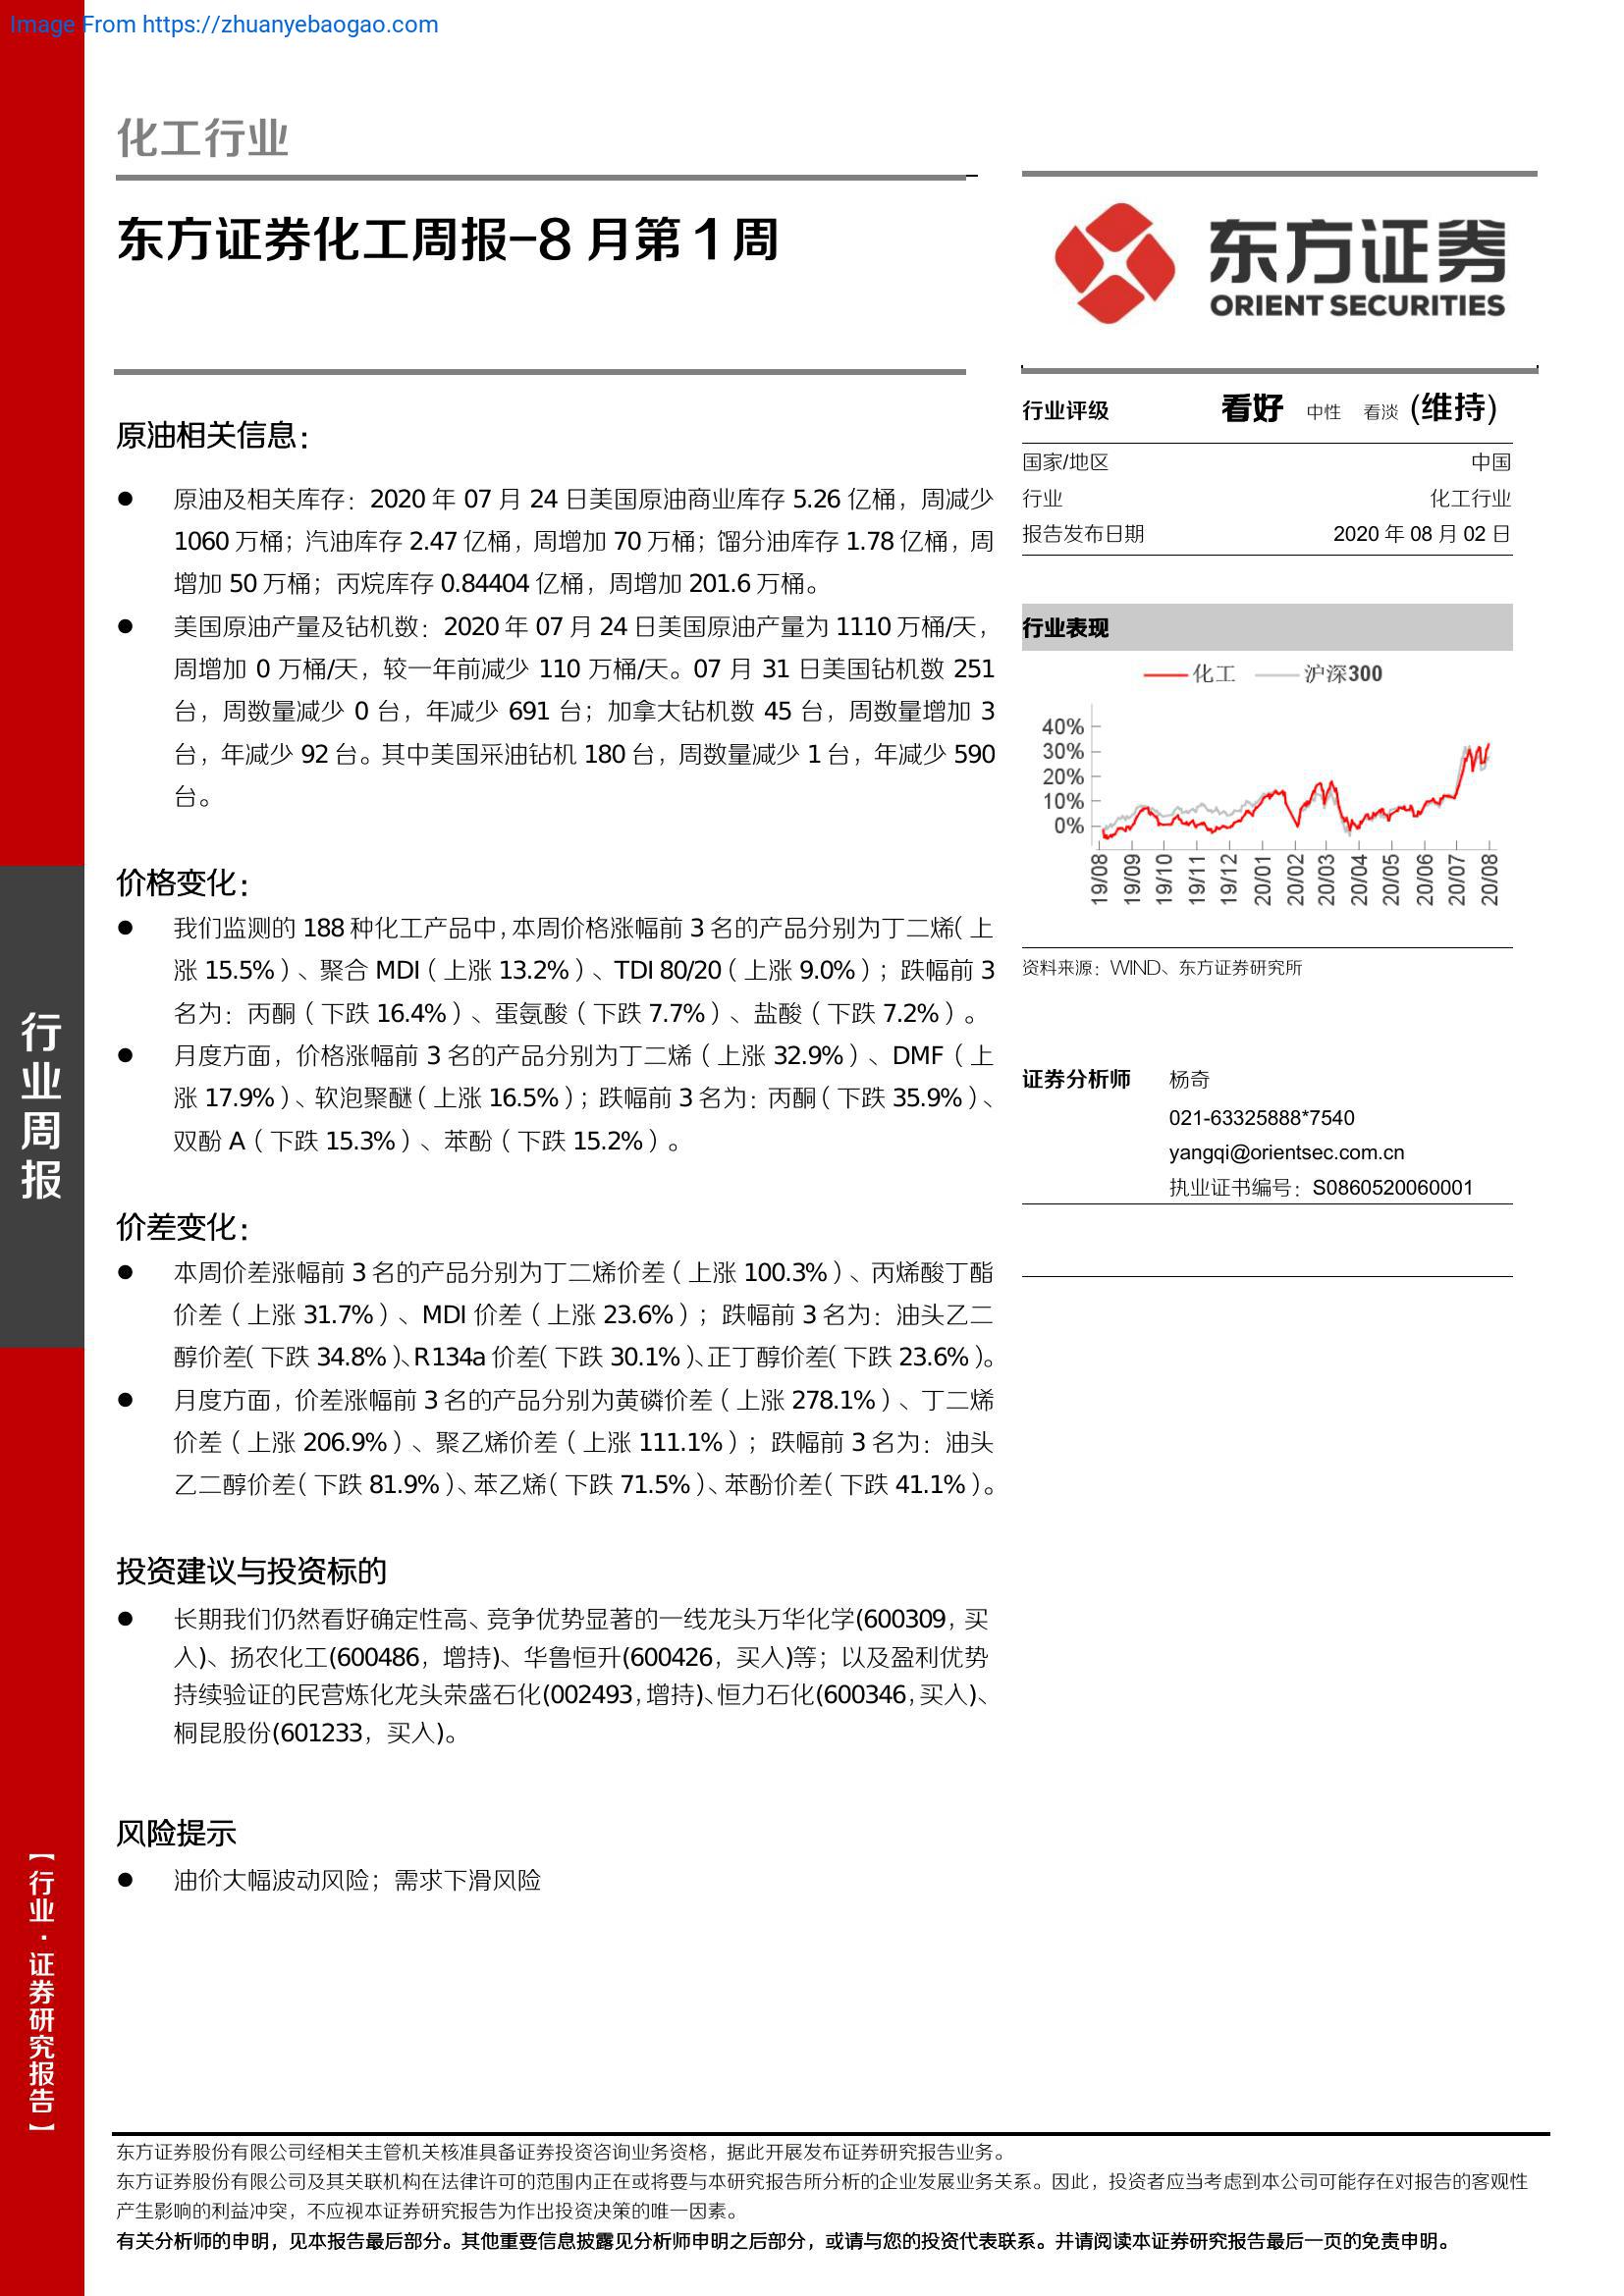 Image From https://zhuanyebaogao.com
化工行业
东方证券化工周报-8 月第 1 周
东方证券
ORIENT SECURITIES
原油相关信息：
● 原油及相关库存：2020 年 07 月 24 日美国原油商业库存 5.26 亿桶，周减少
1060 万桶；汽油库存 2.47 亿桶，周增加 70 万桶；馏分油库存 1.78 亿桶，周
增加 50 万桶；丙烷库存 0.84404 亿桶，周增加 201.6 万桶。
● 美国原油产量及钻机数：2020 年 07 月 24 日美国原油产量为 1110 万桶/天，
周增加 0 万桶/天，较一年前减少 110 万桶/天。07 月 31 日美国钻机数 251
台，周数量减少 0 台，年减少 691 台；加拿大钻机数 45 台，周数量增加 3
台，年减少 92 台。其中美国采油钻机 180 台，周数量减少 1 台，年减少 590
台。
价格变化：
● 我们监测的 188 种化工产品中，本周价格涨幅前 3 名的产品分别为丁二烯（上
涨 15.5%）、聚合 MDI（上涨 13.2%）、TDI 80/20（上涨 9.0%）；跌幅前 3
名为：丙酮（下跌 16.4%）、蛋氨酸（下跌 7.7%）、盐酸（下跌 7.2%）。
● 月度方面，价格涨幅前 3 名的产品分别为丁二烯（上涨 32.9%）、DMF（上
涨 17.9%）、软泡聚醚（上涨 16.5%）；跌幅前 3 名为：丙酮（下跌 35.9%）、
双酚 A（下跌 15.3%）、苯酚（下跌 15.2%）。
价差变化：
● 本周价差涨幅前 3 名的产品分别为丁二烯价差（上涨 100.3%）、丙烯酸丁酯
价差（上涨 31.7%）、MDI 价差（上涨 23.6%）；跌幅前 3 名为：油头乙二
醇价差（下跌 34.8%）、R134a 价差（下跌 30.1%）、正丁醇价差（下跌 23.6%）。
● 月度方面，价差涨幅前 3 名的产品分别为黄磷价差（上涨 278.1%）、丁二烯
价差（上涨 206.9%）、聚乙烯价差（上涨 111.1%）；跌幅前 3 名为：油头
乙二醇价差（下跌 81.9%）、苯乙烯（下跌 71.5%）、苯酚价差（下跌 41.1%）。
投资建议与投资标的
● 长期我们仍然看好确定性高、竞争优势显著的一线龙头万华化学(600309，买
入)、扬农化工(600486，增持)、华鲁恒升(600426，买入)等；以及盈利优势
持续验证的民营炼化龙头荣盛石化(002493，增持)、恒力石化(600346，买入)、
桐昆股份(601233，买入)。
风险提示
● 油价大幅波动风险；需求下滑风险
行业评级 看好 中性 看淡 (维持)
国家/地区 中国
行业 化工行业
报告发布日期 2020 年 08 月 02 日
行业表现
化工 沪深300
40%
30%
20%
10%
0%
19/08 19/09 19/10 19/11 19/12 20/01 20/02 20/03 20/04 20/05 20/06 20/07 20/08
资料来源：WIND、东方证券研究所
证券分析师 杨奇
021-63325888*7540
yangqi@orientsec.com.cn
执业证书编号：S0860520060001
行业周报
【行业·证券研究报告】
东方证券股份有限公司经相关主管机关核准具备证券投资咨询业务资格，据此开展发布证券研究报告业务。
东方证券股份有限公司及其关联机构在法律许可的范围内正在或将要与本研究报告所分析的企业发展业务关系。因此，投资者应当考虑到本公司可能存在对报告的客观性
产生影响的利益冲突，不应视本证券研究报告为作出投资决策的唯一因素。
有关分析师的申明，见本报告最后部分。其他重要信息披露见分析师申明之后部分，或请与您的投资代表联系。并请阅读本证券研究报告最后一页的免责申明。